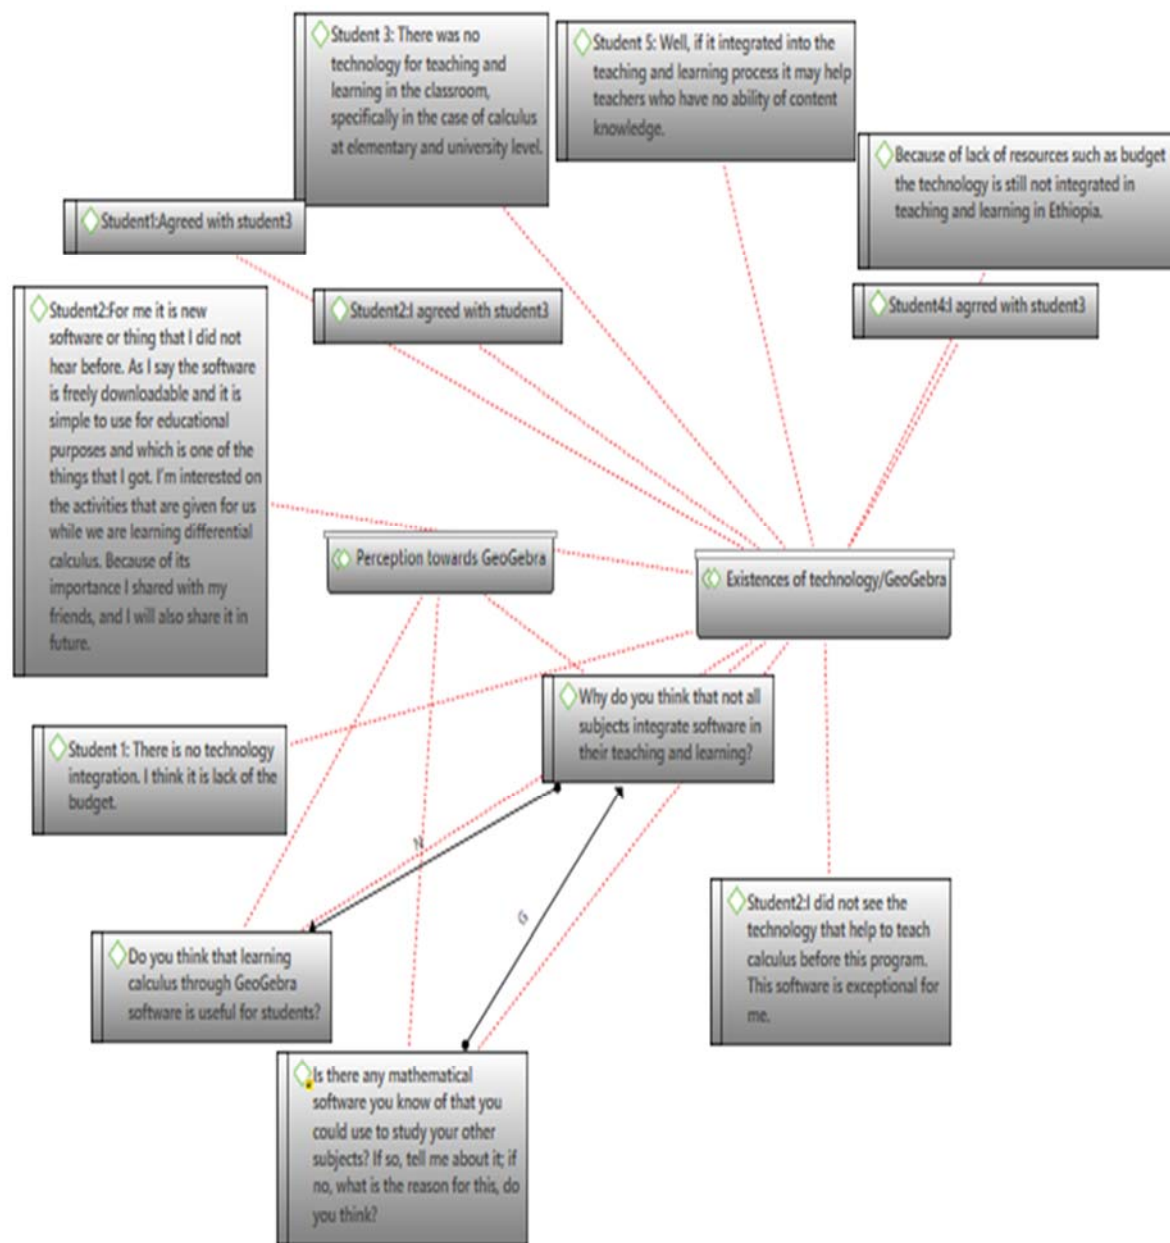 Student 3: There was no
technology for teaching and
learning in the classroom,
specifically in the case of calculus
at elementary and university level.
Student 5: Well, if it integrated into the
teaching and learning process it may help
teachers who have no ability of content
knowledge.
Because of lack of resources such as budget
the technology is still not integrated in
teaching and learning in Ethiopia.
Student1:Agreed with student3
Student2:I agreed with student3
Student4:I agrred with student3
Student2:For me it is new
software or thing that I did not
hear before. As I say the software
is freely downloadable and it is
simple to use for educational
purposes and which is one of the
things that I got. I'm interested on
the activities that are given for us
while we are learning differential
calculus. Because of its
importance I shared with my
friends, and I will also share it in
future.
Perception towards GeoGebra
Existences of technology/GeoGebra
Why do you think that not all
subjects integrate software in
their teaching and learning?
Student 1: There is no technology
integration. I think it is lack of the
budget.
N
G
Student2:I did not see the
technology that help to teach
calculus before this program.
This software is exceptional for
me.
Do you think that learning
calculus through GeoGebra
software is useful for students?
Is there any mathematical
software you know of that you
could use to study your other
subjects? If so, tell me about it; if
no, what is the reason for this, do
you think?